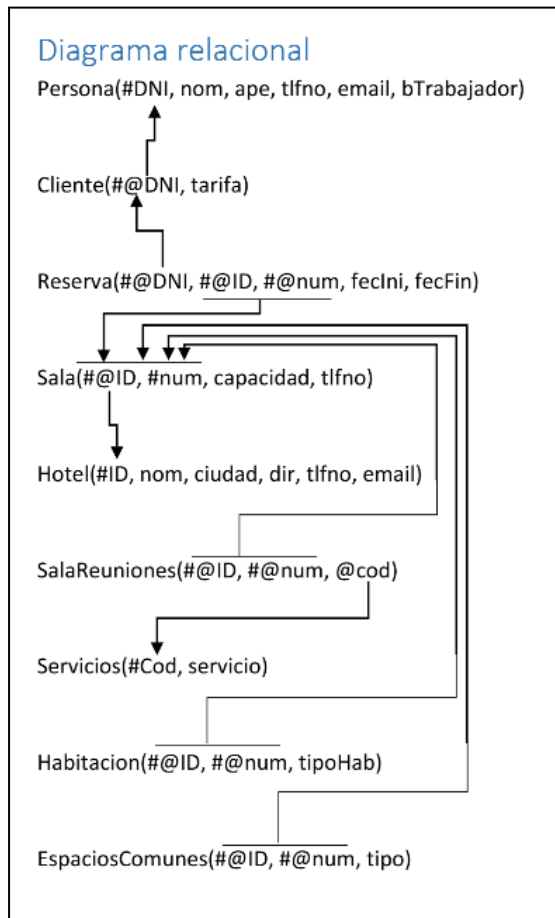 Diagrama relacional
Persona(#DNI, nom, ape, tlfno, email, bTrabajador)
Cliente(#@DNI, tarifa)
Reserva(#@DNI, #@ID, #@num, fecIni, fecFin)
Sala(#@ID, #num, capacidad, tlfno)
Hotel(#ID, nom, ciudad, dir, tlfno, email)
SalaReuniones(#@ID, #@num, @cod)
Servicios(#Cod, servicio)
Habitacion(#@ID, #@num, tipoHab)
EspaciosComunes(#@ID, #@num, tipo)